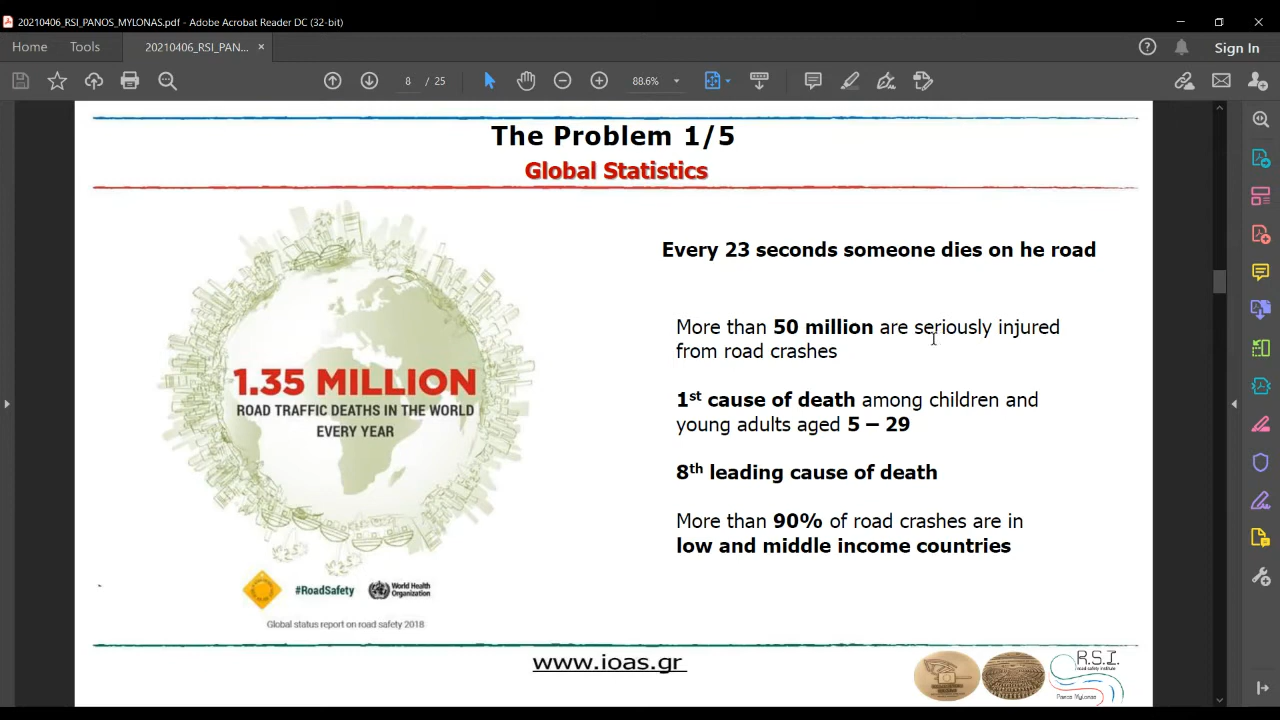 20210406_RSI_PANOS_MYLONAS.pdf - Adobe Acrobat Reader DC (32-bit)
Home Tools 20210406_RSI_PAN... × Sign In
8 / 25 88.6%
The Problem 1/5
Global Statistics
Every 23 seconds someone dies on he road
More than 50 million are seriously injured
from road crashes
1st cause of death among children and
young adults aged 5 – 29
8th leading cause of death
More than 90% of road crashes are in
low and middle income countries
1.35 MILLION
ROAD TRAFFIC DEATHS IN THE WORLD
EVERY YEAR
#RoadSafety
World Health
Organization
Global status report on road safety 2018
www.ioas.gr
R.S.I.
road safety institute
Panos Mylonas